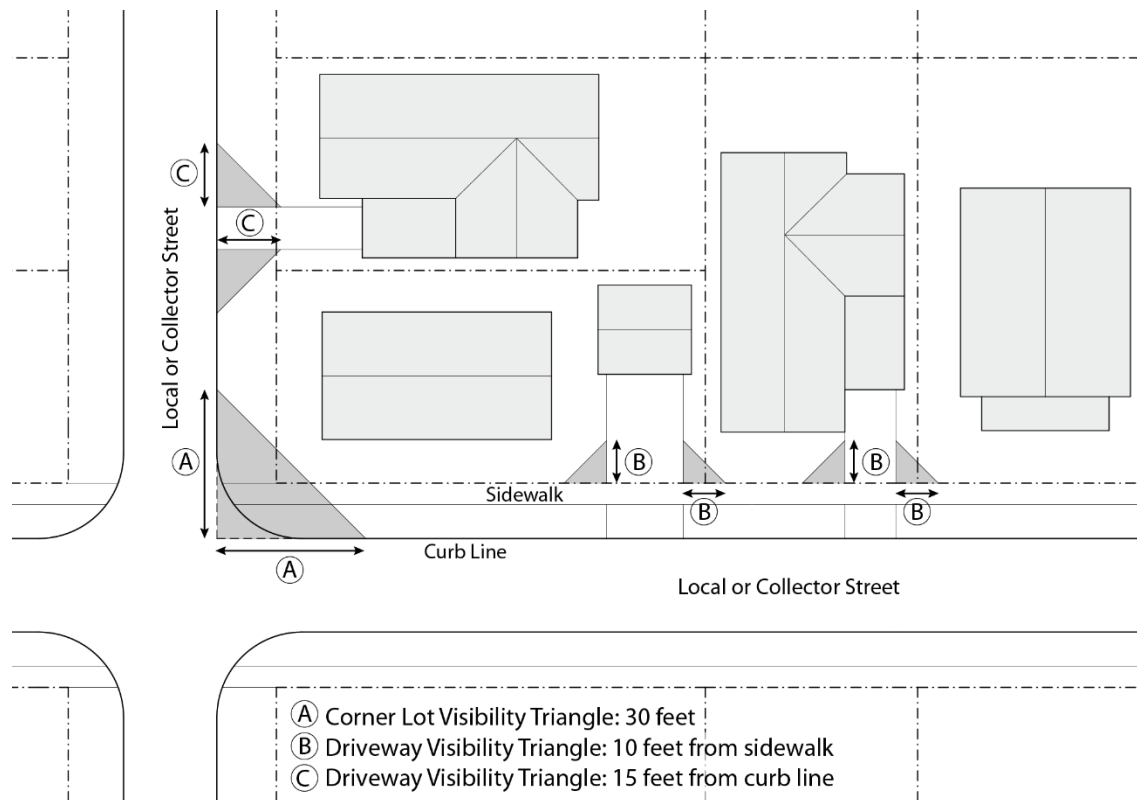 C
C
Local or Collector Street
A
B
B
Sidewalk
B
B
Curb Line
A
Local or Collector Street
A Corner Lot Visibility Triangle: 30 feet
B Driveway Visibility Triangle: 10 feet from sidewalk
C Driveway Visibility Triangle: 15 feet from curb line